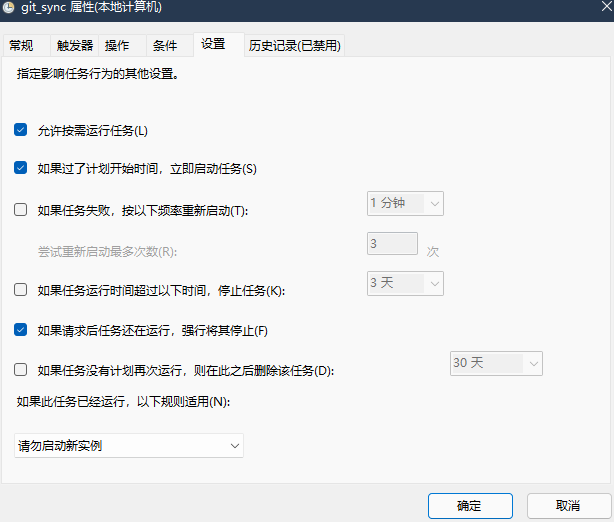 git_sync 属性(本地计算机)
常规 触发器 操作 条件 设置 历史记录(已禁用)
指定影响任务行为的其他设置。
允许按需运行任务(L)
如果过了计划开始时间，立即启动任务(S)
如果任务失败，按以下频率重新启动(T): 1 分钟
尝试重新启动最多次数(R): 3 次
如果任务运行时间超过以下时间，停止任务(K): 3 天
如果请求后任务还在运行，强行将其停止(F)
如果任务没有计划再次运行，则在此之后删除该任务(D): 30 天
如果此任务已经运行，以下规则适用(N):
请勿启动新实例
确定 取消